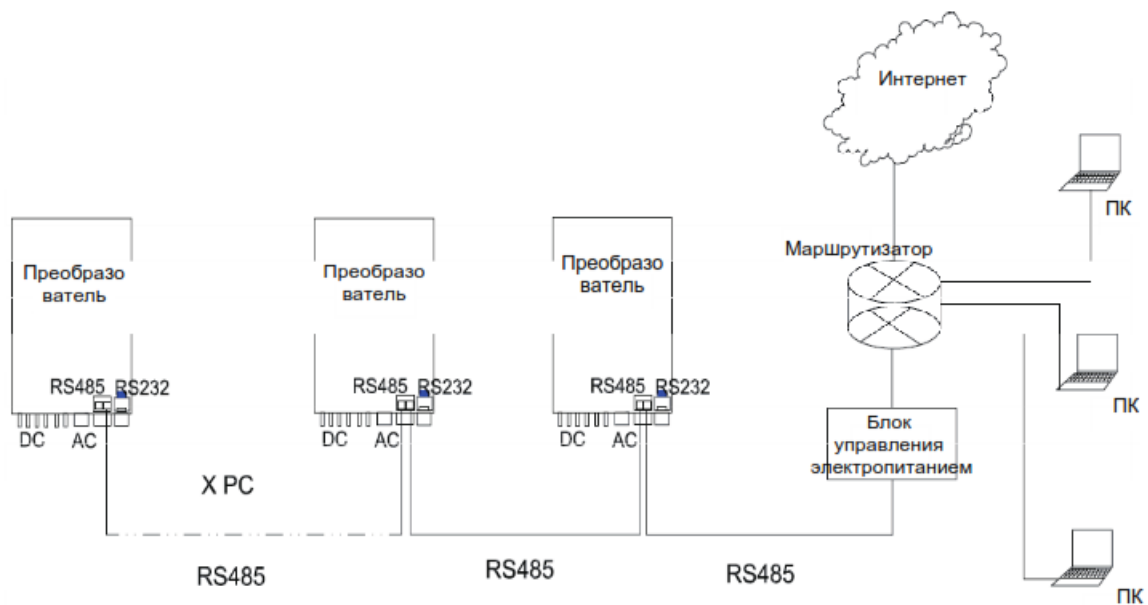 Интернет
ПК
Маршрутизатор
Преобразо
ватель
Преобразо
ватель
Преобразо
ватель
RS485 RS232
RS485 RS232
RS485 RS232
ПК
DC AC
DC AC
DC AC
Блок
управления
электропитанием
X PC
RS485
RS485
RS485
ПК